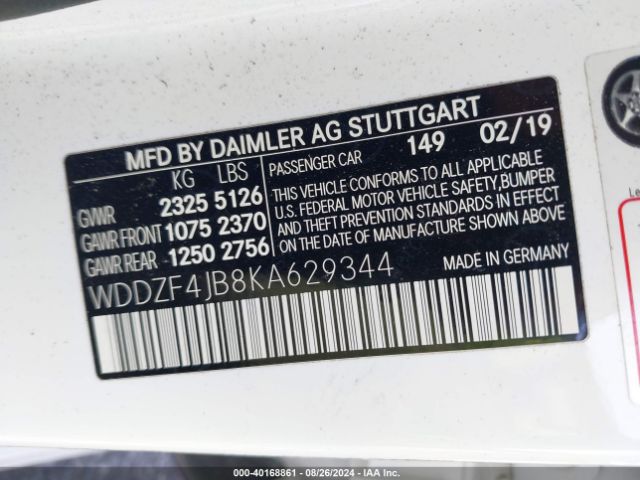 MFD BY DAIMLER AG STUTTGART
KG LBS
GVWR 2325 5126
GAWR FRONT 1075 2370
GAWR REAR 1250 2756
PASSENGER CAR 149 02/19
THIS VEHICLE CONFORMS TO ALL APPLICABLE
U.S. FEDERAL MOTOR VEHICLE SAFETY, BUMPER
AND THEFT PREVENTION STANDARDS IN EFFECT
ON THE DATE OF MANUFACTURE SHOWN ABOVE
WDDZF4JB8KA629344
MADE IN GERMANY
000-40168861 | 08/26/2024 | IAA Inc.